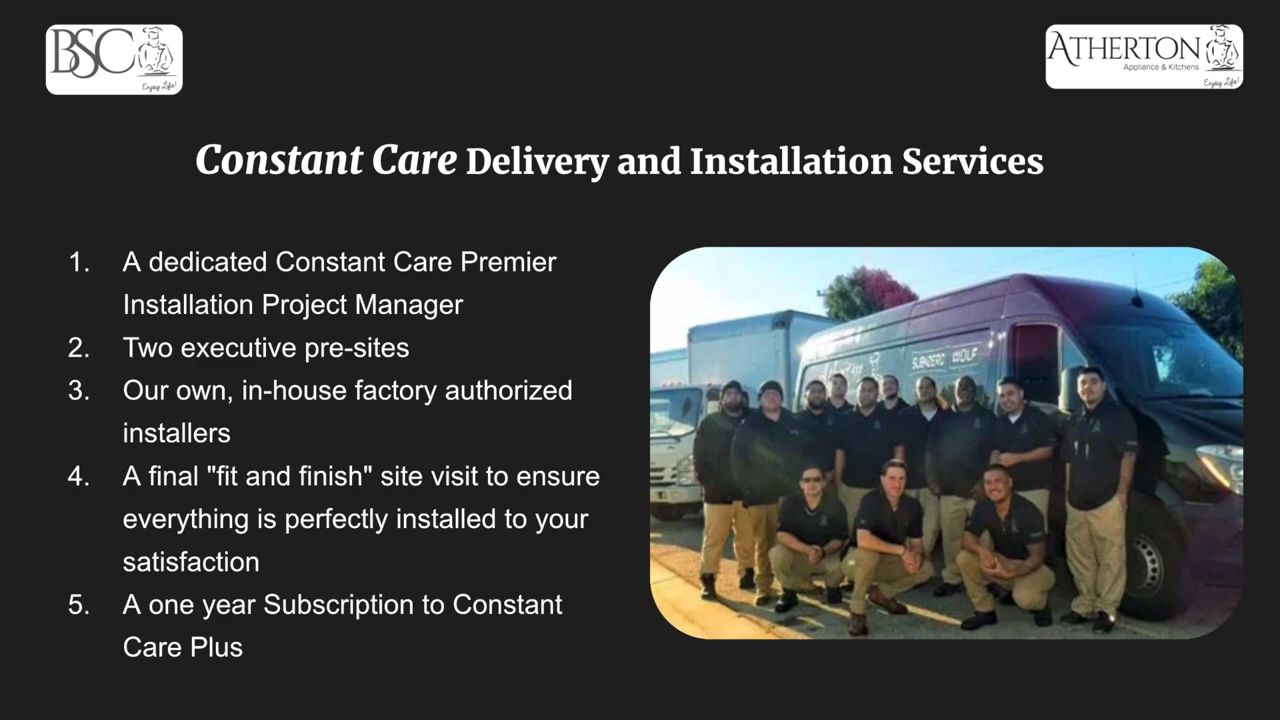 BSC
Enjoy Life!
ATHERTON
Appliance & Kitchens
Enjoy Life!
Constant Care Delivery and Installation Services
1. A dedicated Constant Care Premier
Installation Project Manager
2. Two executive pre-sites
3. Our own, in-house factory authorized
installers
4. A final "fit and finish" site visit to ensure
everything is perfectly installed to your
satisfaction
5. A one year Subscription to Constant
Care Plus
SUB-ZERO WOLF